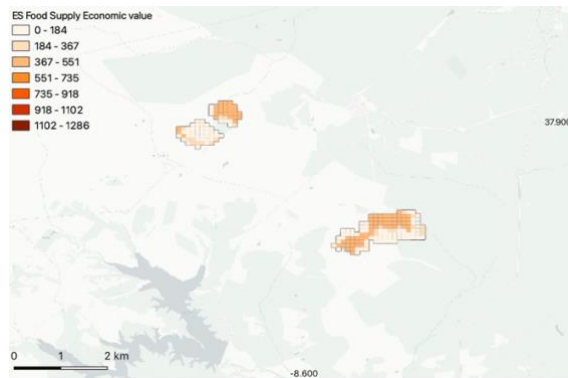 ES Food Supply Economic value
0 - 184
184 - 367
367 - 551
551 - 735
735 - 918
918 - 1102
1102 - 1286
37.900
0 1 2 km
-8.600